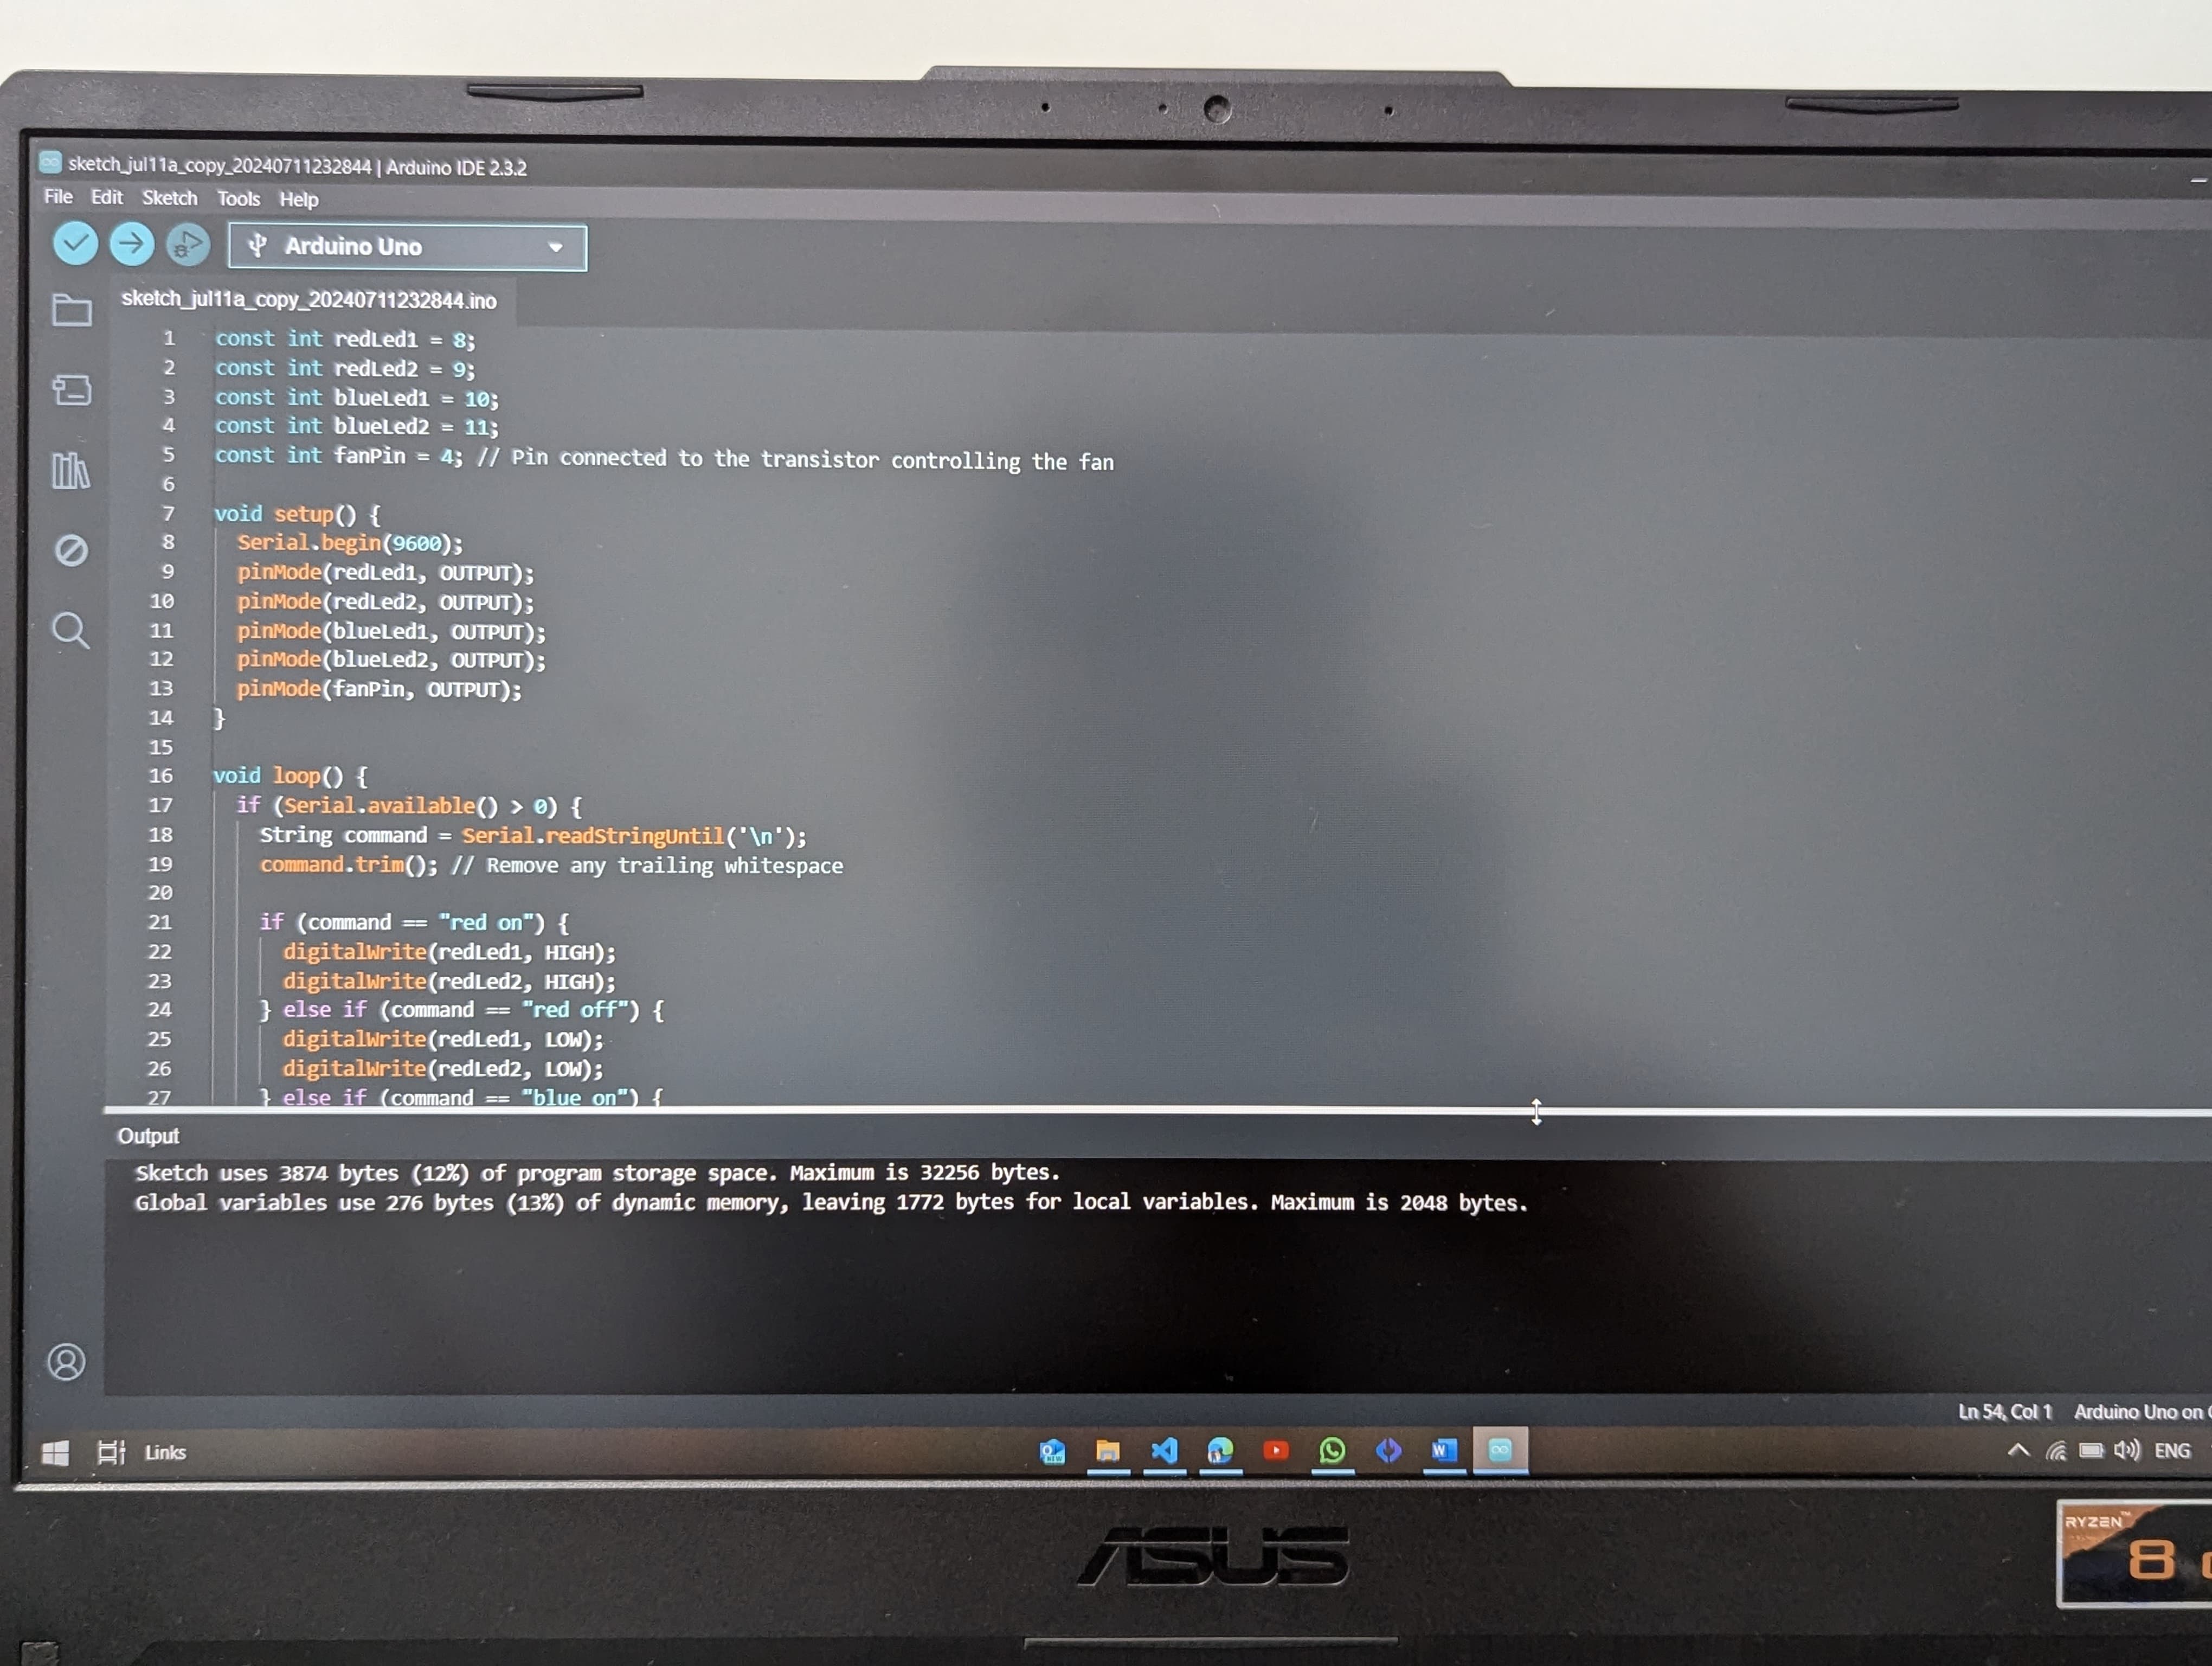 sketch_jul11a_copy_20240711232844 | Arduino IDE 2.3.2
File Edit Sketch Tools Help
Arduino Uno
sketch_jul11a_copy_20240711232844.ino
1 const int redLed1 = 8;
2 const int redLed2 = 9;
3 const int blueLed1 = 10;
4 const int blueLed2 = 11;
5 const int fanPin = 4; // Pin connected to the transistor controlling the fan
6
7 void setup() {
8 Serial.begin(9600);
9 pinMode(redLed1, OUTPUT);
10 pinMode(redLed2, OUTPUT);
11 pinMode(blueLed1, OUTPUT);
12 pinMode(blueLed2, OUTPUT);
13 pinMode(fanPin, OUTPUT);
14 }
15
16 void loop() {
17 if (Serial.available() > 0) {
18 String command = Serial.readStringUntil('\n');
19 command.trim(); // Remove any trailing whitespace
20
21 if (command == "red on") {
22 digitalWrite(redLed1, HIGH);
23 digitalWrite(redLed2, HIGH);
24 } else if (command == "red off") {
25 digitalWrite(redLed1, LOW);
26 digitalWrite(redLed2, LOW);
27 } else if (command == "blue on") {
Output
Sketch uses 3874 bytes (12%) of program storage space. Maximum is 32256 bytes.
Global variables use 276 bytes (13%) of dynamic memory, leaving 1772 bytes for local variables. Maximum is 2048 bytes.
Ln 54, Col 1 Arduino Uno on
Links ENG
ASUS
RYZEN™
8